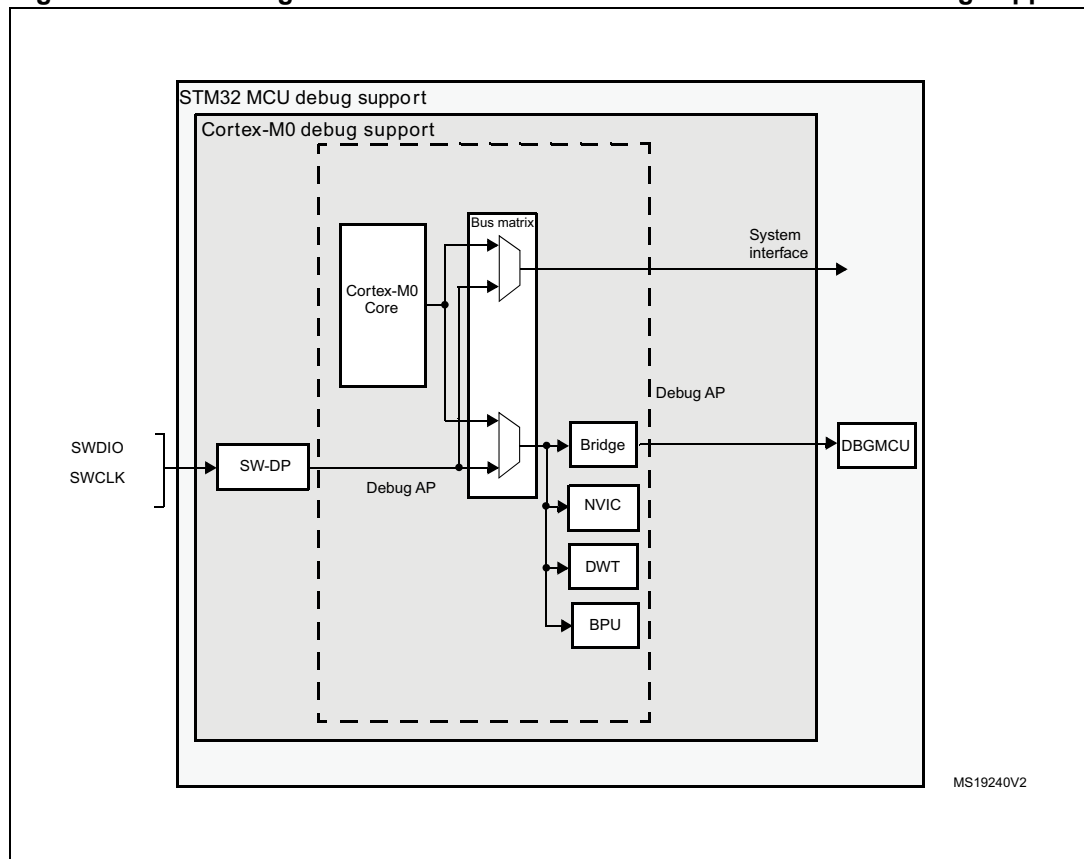 STM32 MCU debug support
Cortex-M0 debug support
Bus matrix
System
interface
Cortex-M0
Core
Debug AP
SWDIO
SWCLK
SW-DP
Debug AP
Bridge
DBGMCU
NVIC
DWT
BPU
MS19240V2